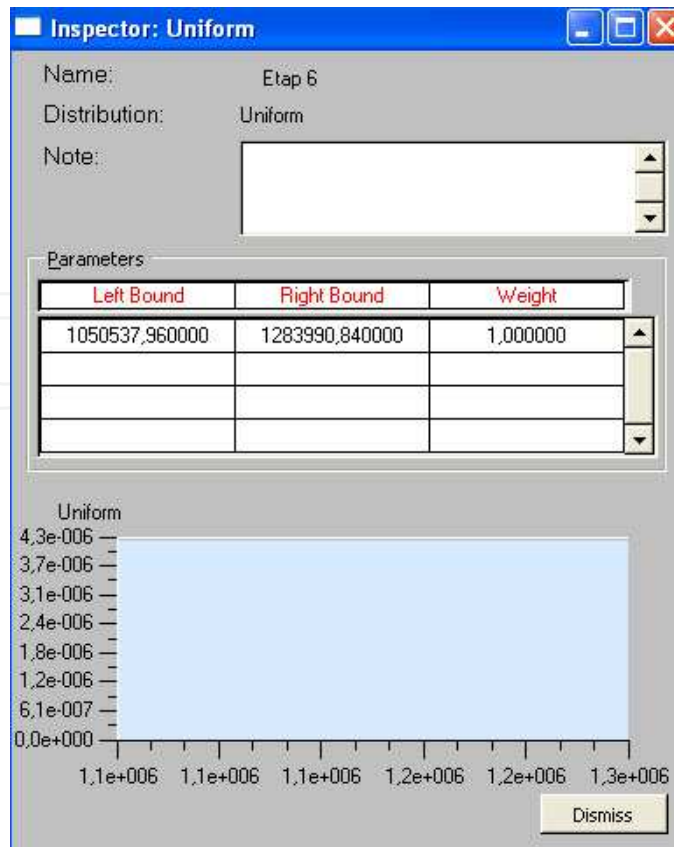 Inspector: Uniform
Name: Etap 6
Distribution: Uniform
Note:
Parameters
Left Bound Right Bound Weight
1050537,960000 1283990,840000 1,000000
Uniform
4,3e-006
3,7e-006
3,1e-006
2,4e-006
1,8e-006
1,2e-006
6,1e-007
0,0e+000
1,1e+006 1,1e+006 1,1e+006 1,2e+006 1,2e+006 1,3e+006
Dismiss